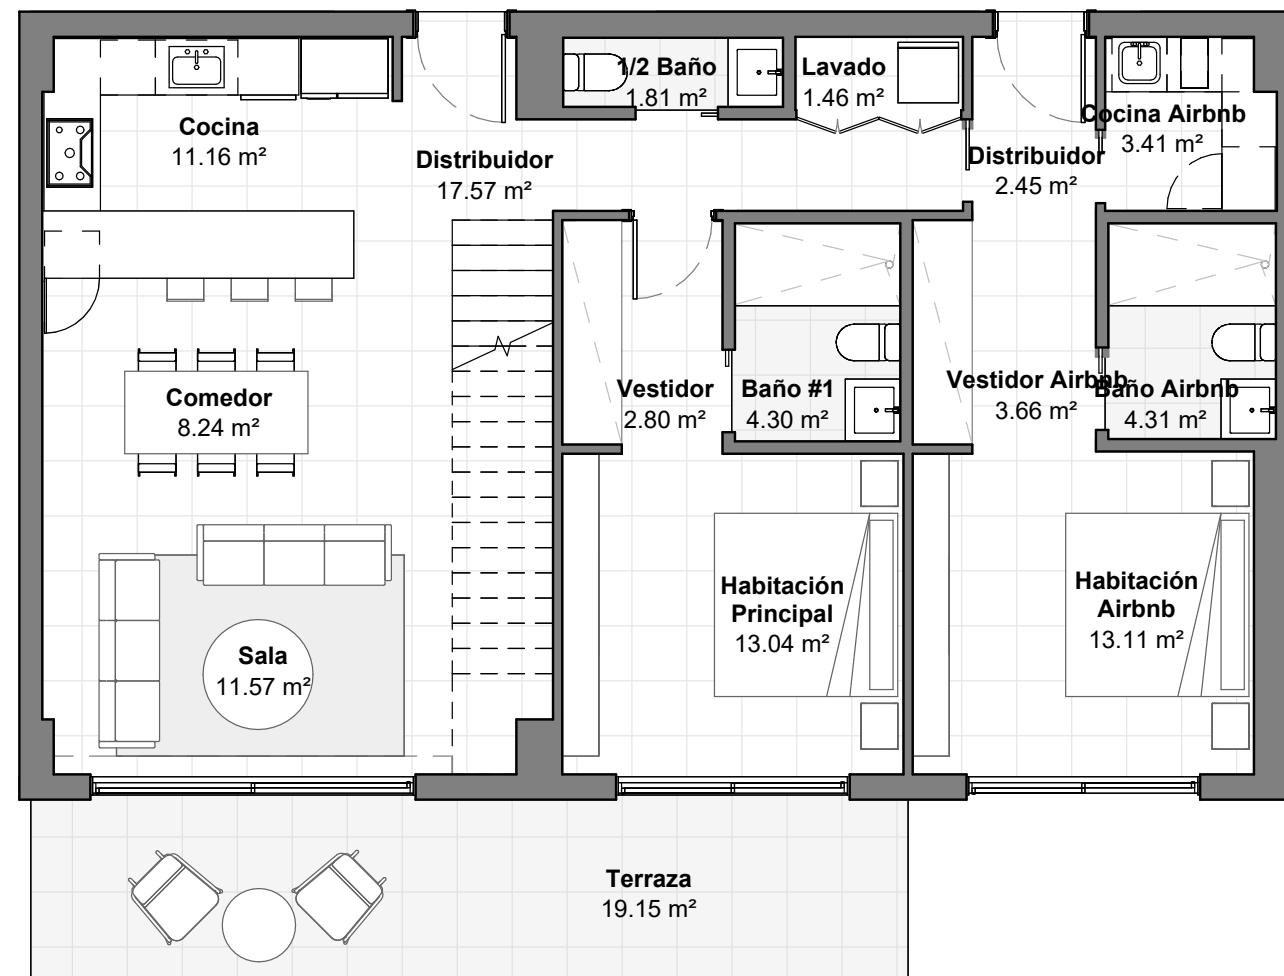 1/2 Baño
1.81 m²
Lavado
1.46 m²
Cocina
11.16 m²
Cocina Airbnb
3.41 m²
Distribuidor
17.57 m²
Distribuidor
2.45 m²
Vestidor
2.80 m²
Baño #1
4.30 m²
Vestidor Airbnb
3.66 m²
Baño Airbnb
4.31 m²
Comedor
8.24 m²
Habitación
Principal
13.04 m²
Habitación
Airbnb
13.11 m²
Sala
11.57 m²
Terraza
19.15 m²